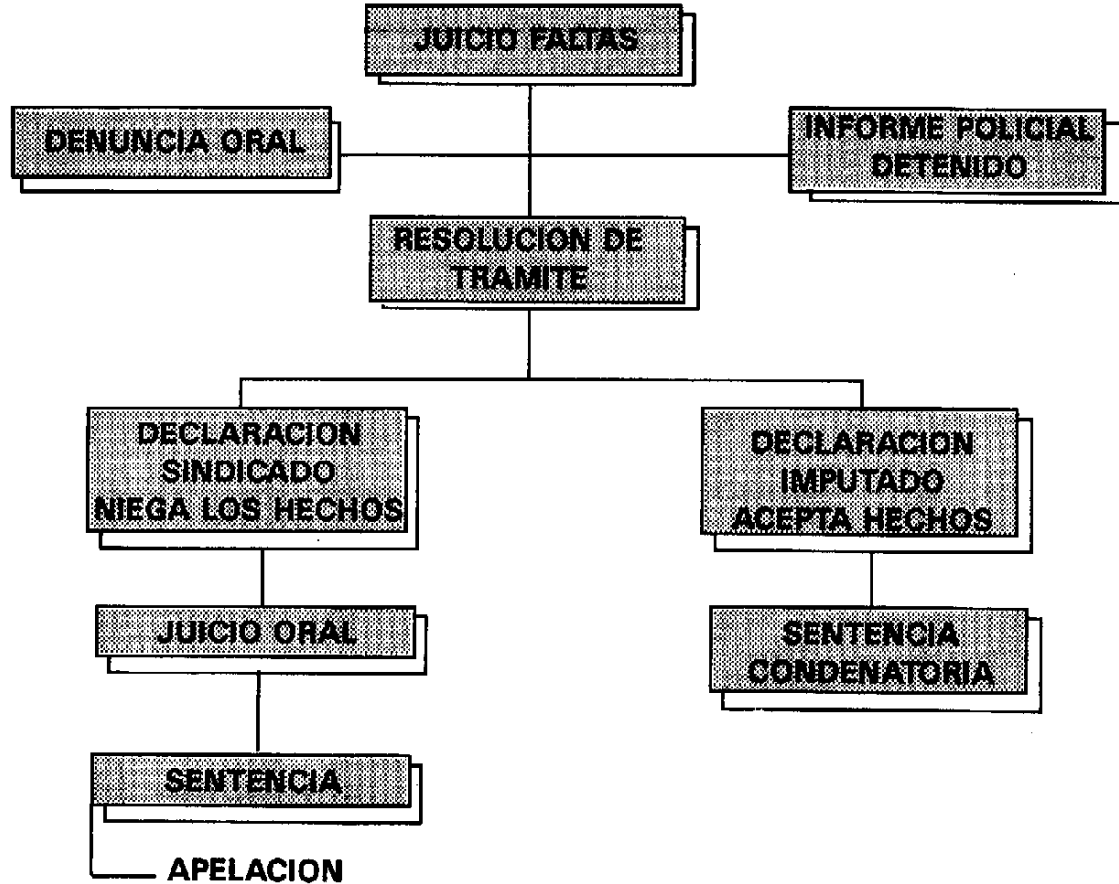 JUICIO FALTAS
DENUNCIA ORAL
INFORME POLICIAL
DETENIDO
RESOLUCION DE
TRAMITE
DECLARACION
SINDICADO
NIEGA LOS HECHOS
DECLARACION
IMPUTADO
ACEPTA HECHOS
JUICIO ORAL
SENTENCIA
CONDENATORIA
SENTENCIA
APELACION